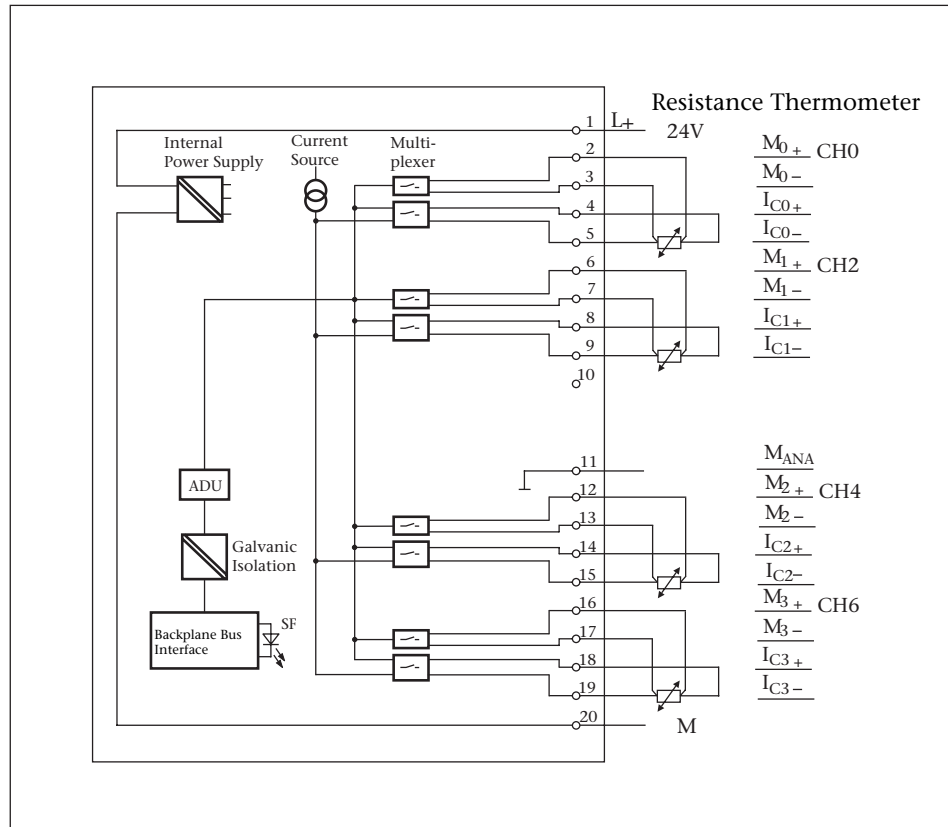 Resistance Thermometer
1 L+ 24V
Internal
Power Supply
Current
Source
Multi-
plexer
2 M0+ CH0
3 M0−
4 IC0+
5 IC0−
6 M1+ CH2
7 M1−
8 IC1+
9 IC1−
10
11 MANA
ADU
12 M2+ CH4
13 M2−
Galvanic
Isolation
14 IC2+
15 IC2−
16 M3+ CH6
SF
Backplane Bus
Interface
17 M3−
18 IC3+
19 IC3−
20 M